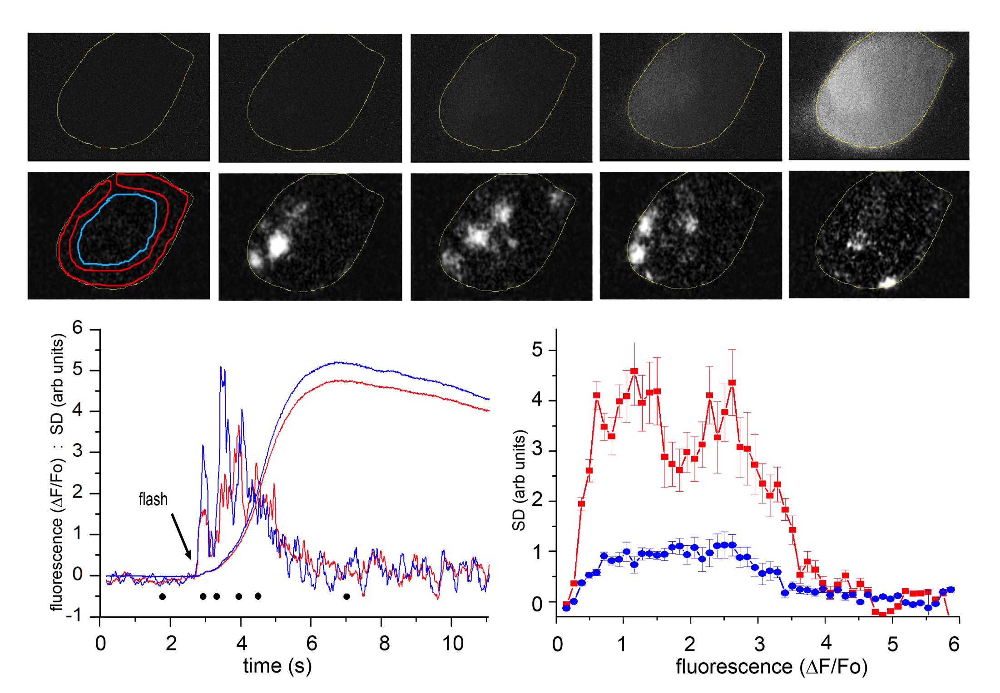 6
5
4
3
2
1
0
-1
fluorescence (ΔF/Fo) : SD (arb units)
flash
0 2 4 6 8 10
time (s)
5
4
3
2
1
0
SD (arb units)
0 1 2 3 4 5 6
fluorescence (ΔF/Fo)